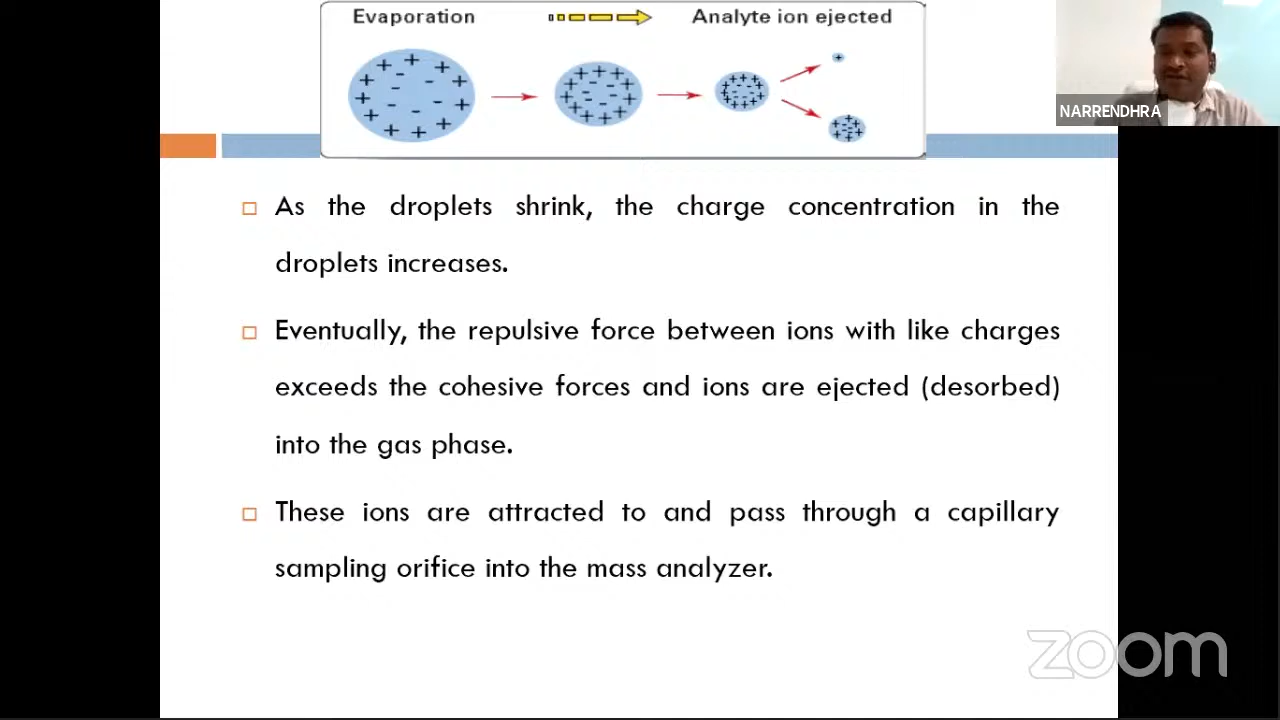 Evaporation
Analyte ion ejected
NARRENDHRA
As the droplets shrink, the charge concentration in the
droplets increases.
Eventually, the repulsive force between ions with like charges
exceeds the cohesive forces and ions are ejected (desorbed)
into the gas phase.
These ions are attracted to and pass through a capillary
sampling orifice into the mass analyzer.
zoom